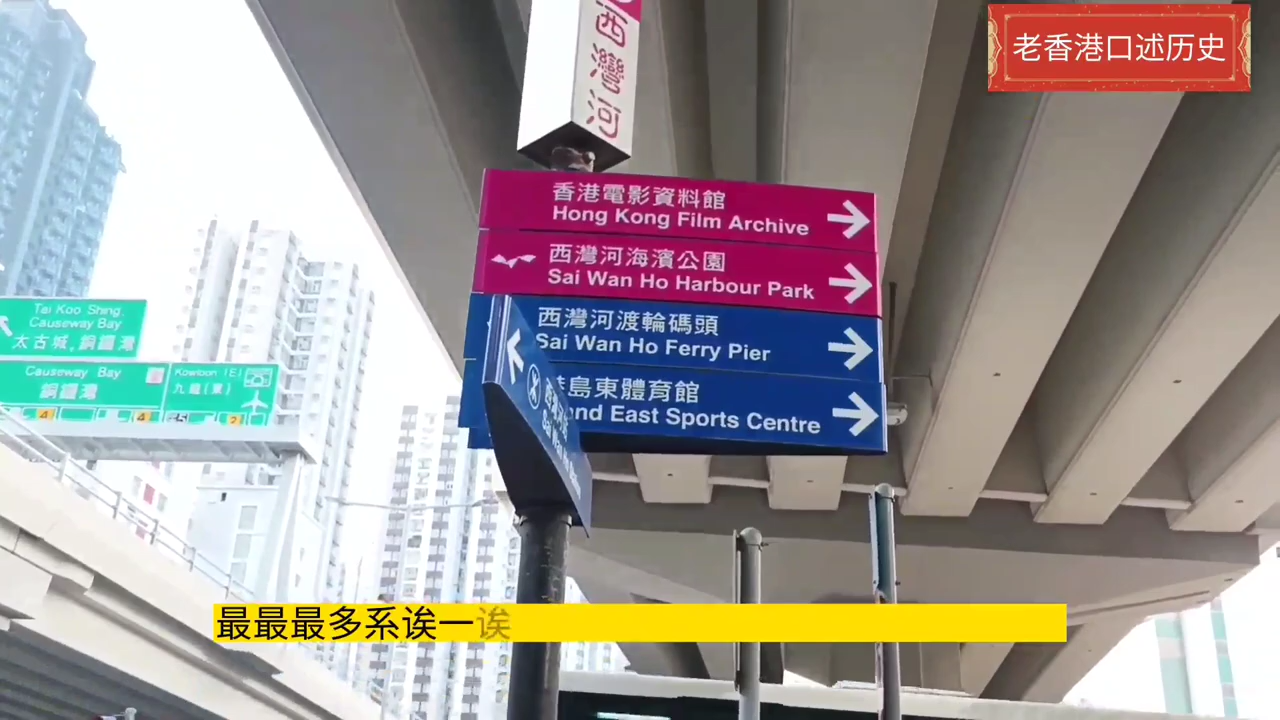 老香港口述历史
西灣河
香港電影資料館
Hong Kong Film Archive
西灣河海濱公園
Sai Wan Ho Harbour Park
西灣河渡輪碼頭
Sai Wan Ho Ferry Pier
島東體育館
East Sports Centre
Tai Koo Shing,
Causeway Bay
太古城,銅鑼灣
Causeway Bay
銅鑼灣
4
4
Kowloon (E)
九龍(東)
2
最最最多系诶一诶